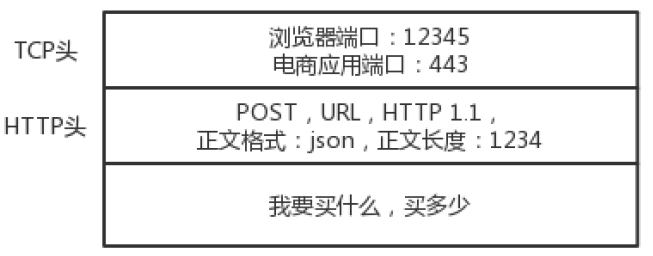 TCP头
浏览器端口：12345
电商应用端口：443
HTTP头
POST，URL，HTTP 1.1，
正文格式：json，正文长度：1234
我要买什么，买多少